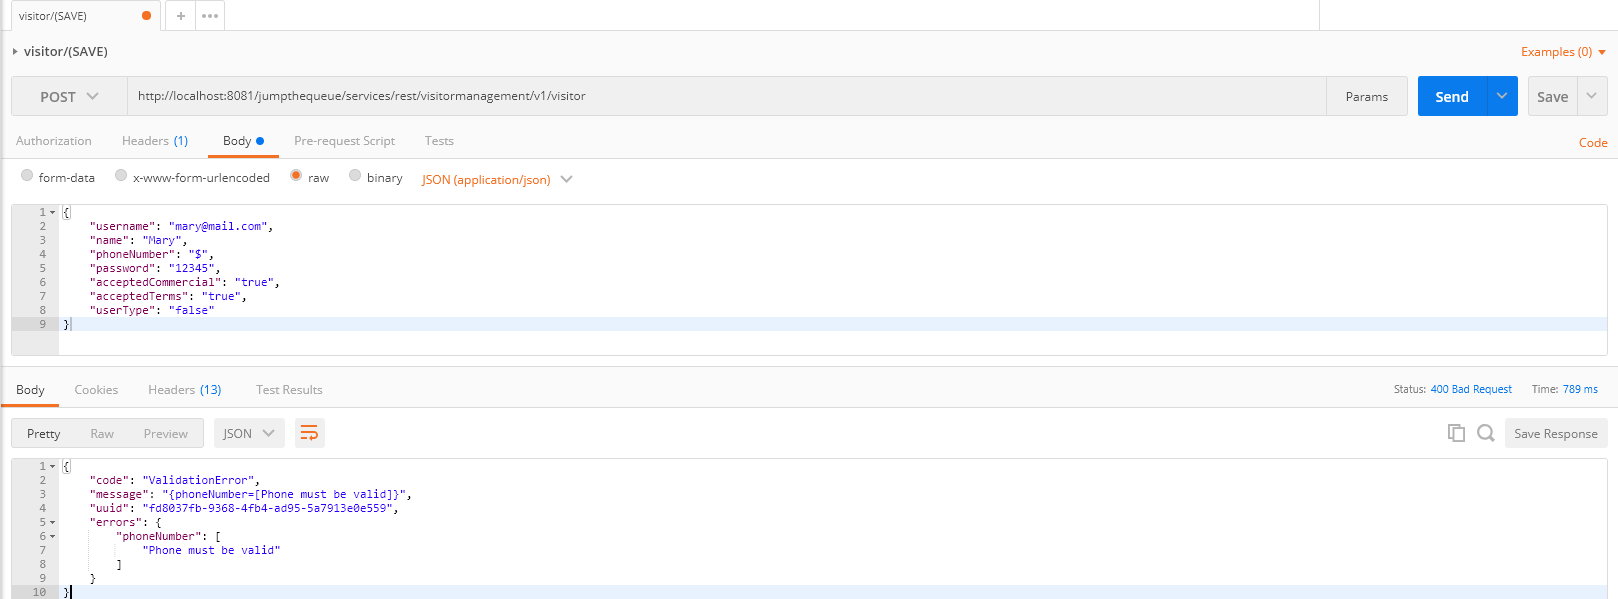 visitor/(SAVE)
+ •••
visitor/(SAVE) Examples (0)
POST http://localhost:8081/jumpthequeue/services/rest/visitormanagement/v1/visitor Params Send Save
Authorization Headers (1) Body Pre-request Script Tests Code
form-data x-www-form-urlencoded raw binary JSON (application/json)
1 {
2 "username": "mary@mail.com",
3 "name": "Mary",
4 "phoneNumber": "$",
5 "password": "12345",
6 "acceptedCommercial": "true",
7 "acceptedTerms": "true",
8 "userType": "false"
9 }
Body Cookies Headers (13) Test Results Status: 400 Bad Request Time: 789 ms
Pretty Raw Preview JSON Save Response
1 {
2 "code": "ValidationError",
3 "message": "{phoneNumber=[Phone must be valid]}",
4 "uuid": "fd8037fb-9368-4fb4-ad95-5a7913e0e559",
5 "errors": {
6 "phoneNumber": [
7 "Phone must be valid"
8 ]
9 }
10 }